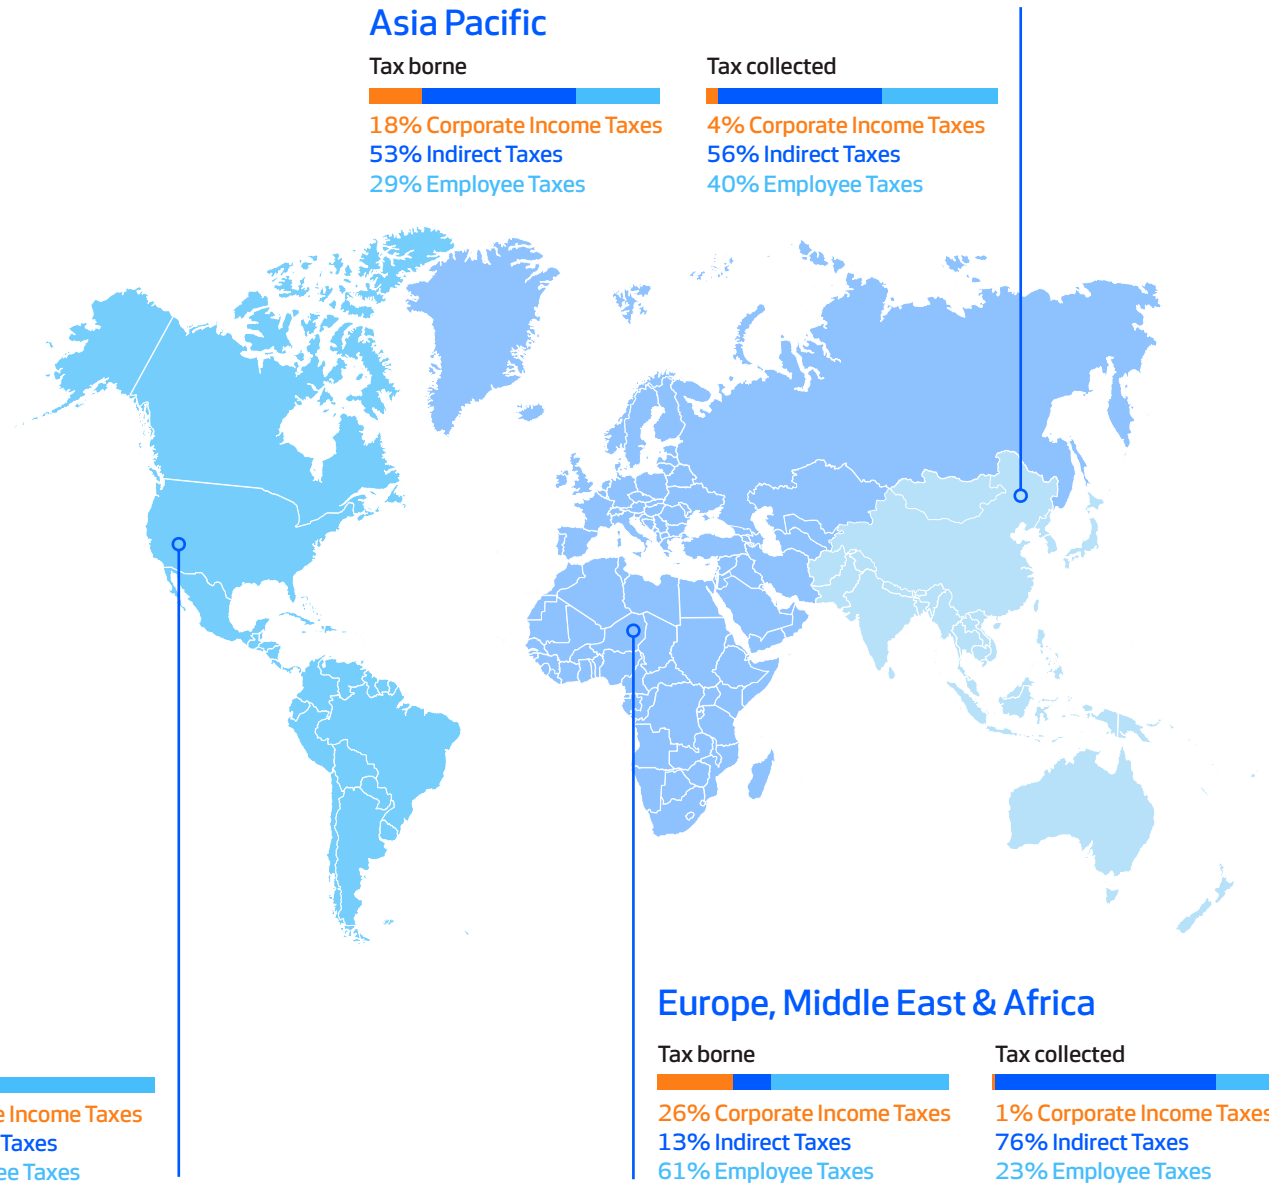 Asia Pacific
Tax borne
18% Corporate Income Taxes
53% Indirect Taxes
29% Employee Taxes
Tax collected
4% Corporate Income Taxes
56% Indirect Taxes
40% Employee Taxes
Income Taxes
Taxes
Taxes
Europe, Middle East & Africa
Tax borne
26% Corporate Income Taxes
13% Indirect Taxes
61% Employee Taxes
Tax collected
1% Corporate Income Taxes
76% Indirect Taxes
23% Employee Taxes